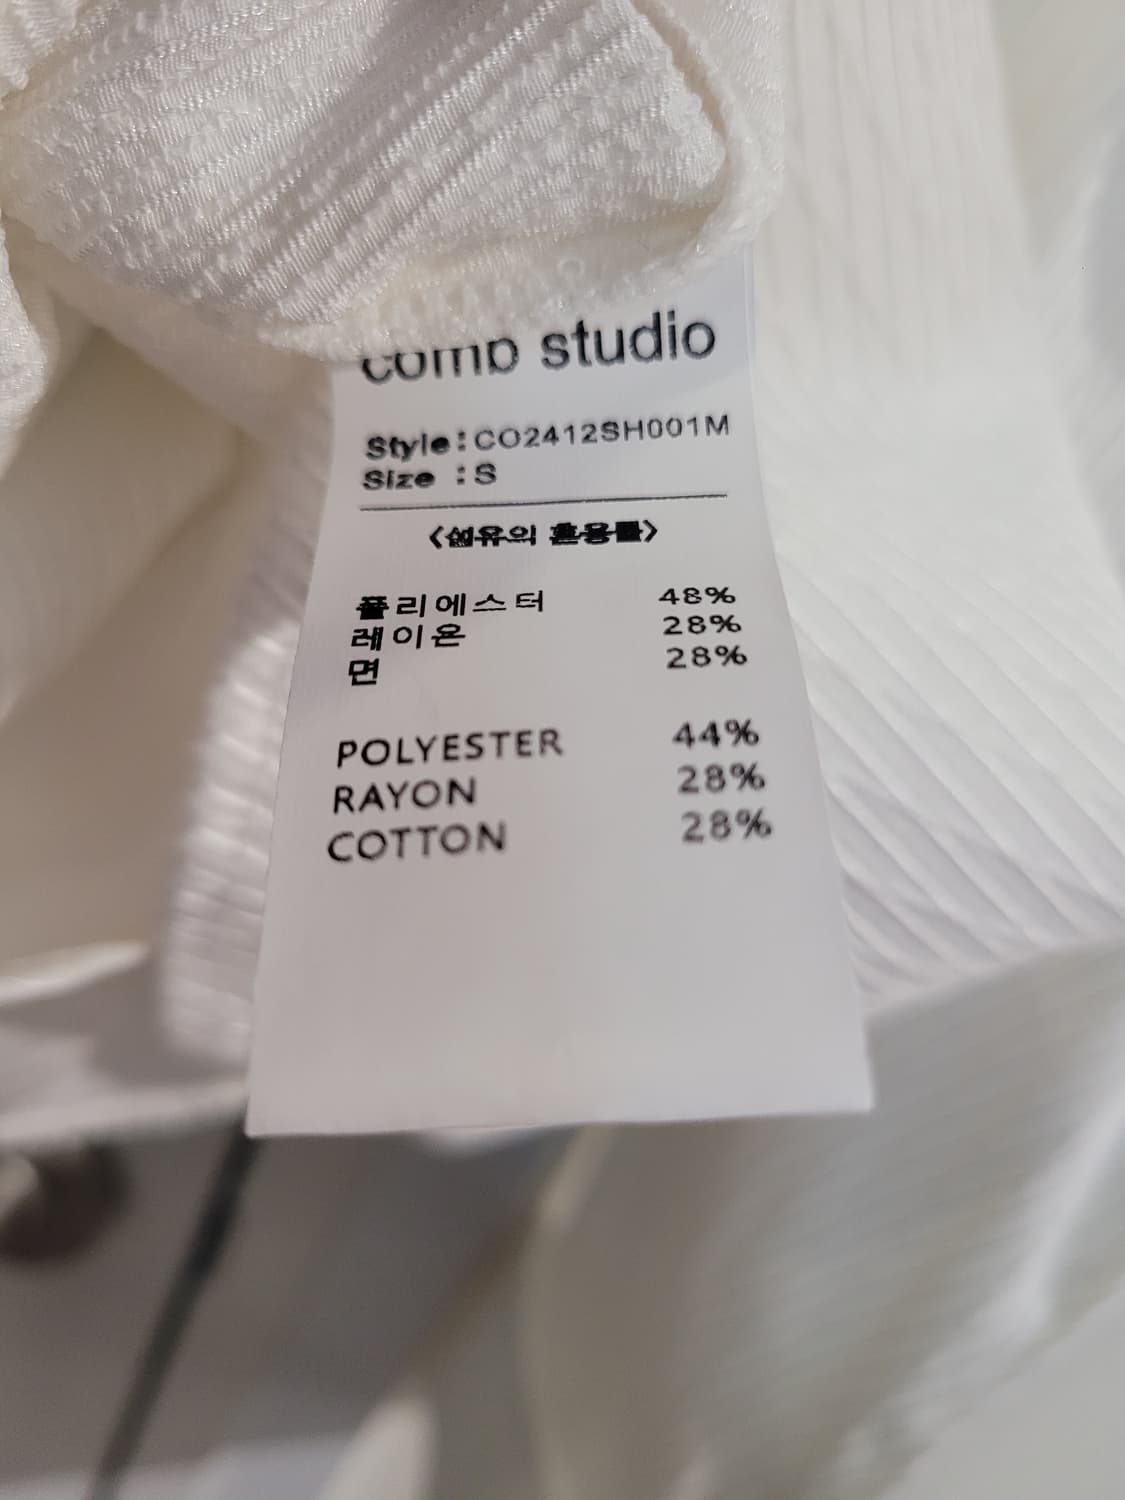 comb studio
Style:CO2412SH001M
Size :S
<섬유의 혼용률>
폴리에스터 48%
레이온 28%
면 28%
POLYESTER 44%
RAYON 28%
COTTON 28%